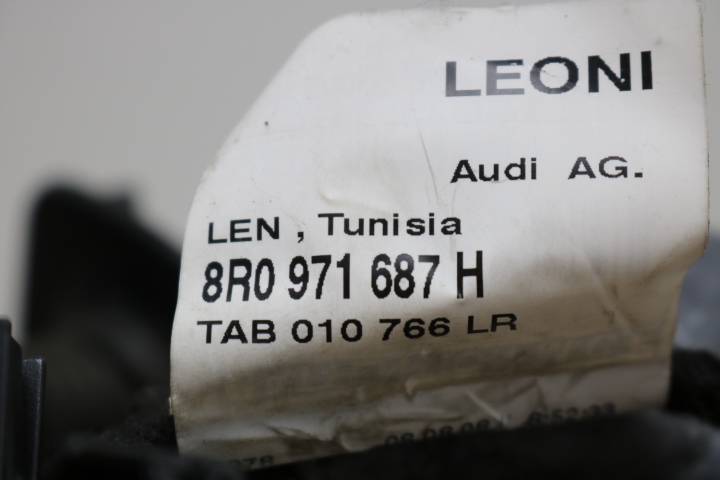 LEONI
Audi AG.
LEN , Tunisia
8R0 971 687 H
TAB 010 766 LR